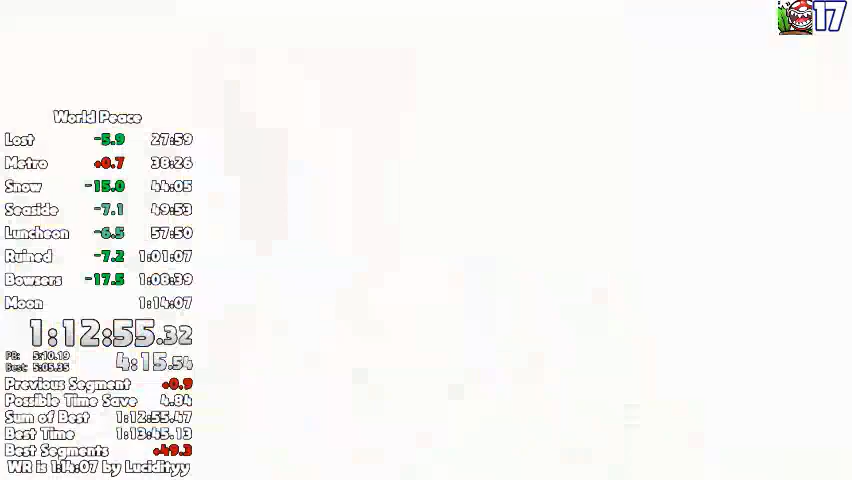 17
World Peace
Lost -5.9 27:59
Metro +0.7 38:26
Snow -15.0 44:05
Seaside -7.1 49:53
Luncheon -6.5 57:50
Ruined -7.2 1:01:07
Bowsers -17.5 1:08:39
Moon 1:14:07
1:12:55.32
PB: 5:10.19
Best: 5:05.35
4:15.54
Previous Segment +0.9
Possible Time Save 4.84
Sum of Best 1:12:55.47
Best Time 1:13:45.13
Best Segments +49.3
WR is 1:14:07 by Lucidityy